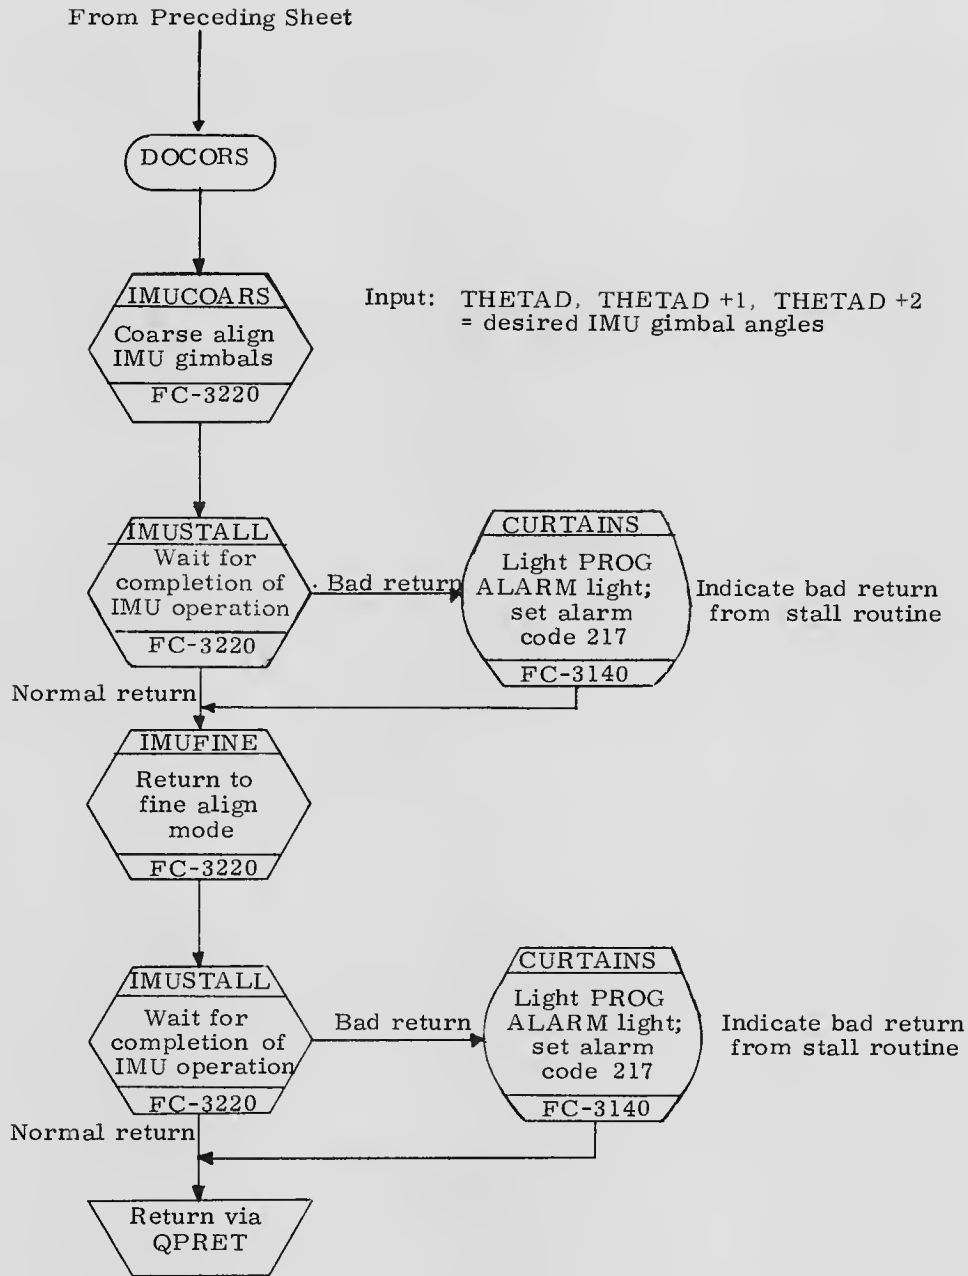 From Preceding Sheet
DOCORS
IMUCOARS
Coarse align
IMU gimbals
FC-3220
Input: THETAD, THETAD +1, THETAD +2
= desired IMU gimbal angles
IMUSTALL
Wait for
completion of
IMU operation
FC-3220
. Bad return
CURTAINS
Light PROG
ALARM light;
set alarm
code 217
FC-3140
Indicate bad return
from stall routine
Normal return
IMUFINE
Return to
fine align
mode
FC-3220
IMUSTALL
Wait for
completion of
IMU operation
FC-3220
Bad return
CURTAINS
Light PROG
ALARM light;
set alarm
code 217
FC-3140
Indicate bad return
from stall routine
Normal return
Return via
QPRET